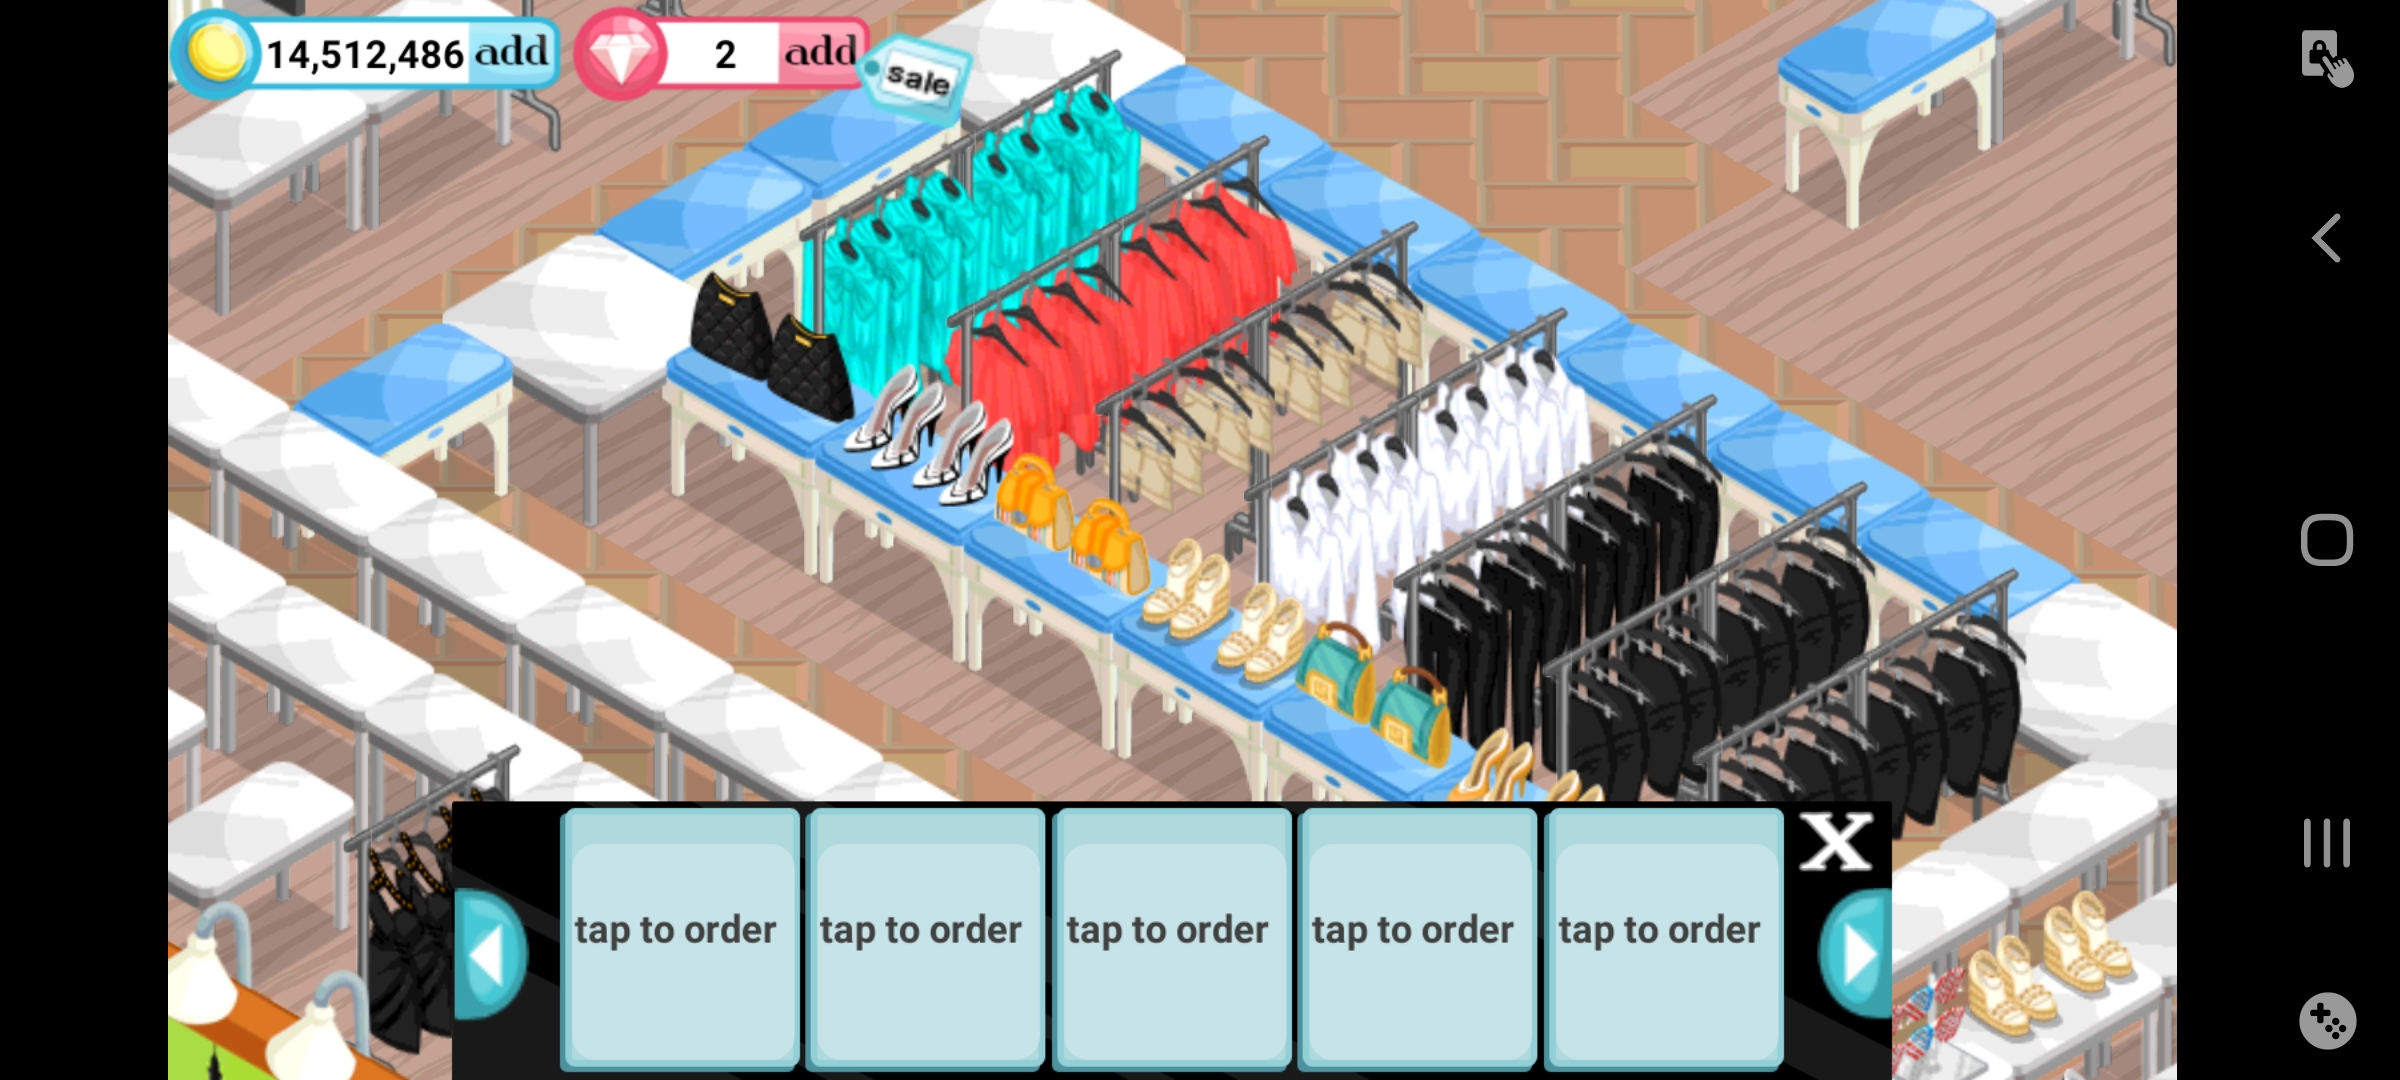 14,512,486 add
2 add
sale
X
tap to order
tap to order
tap to order
tap to order
tap to order